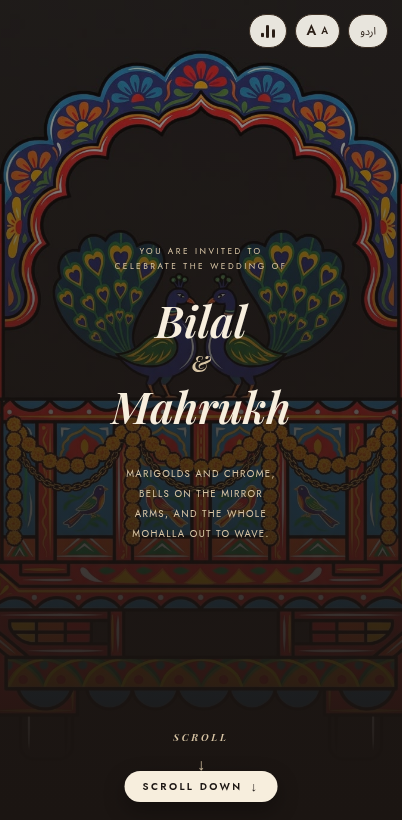 A A
اردو
YOU ARE INVITED TO
CELEBRATE THE WEDDING OF
Bilal
&
Mahrukh
MARIGOLDS AND CHROME,
BELLS ON THE MIRROR
ARMS, AND THE WHOLE
MOHALLA OUT TO WAVE.
SCROLL
↓
SCROLL DOWN ↓